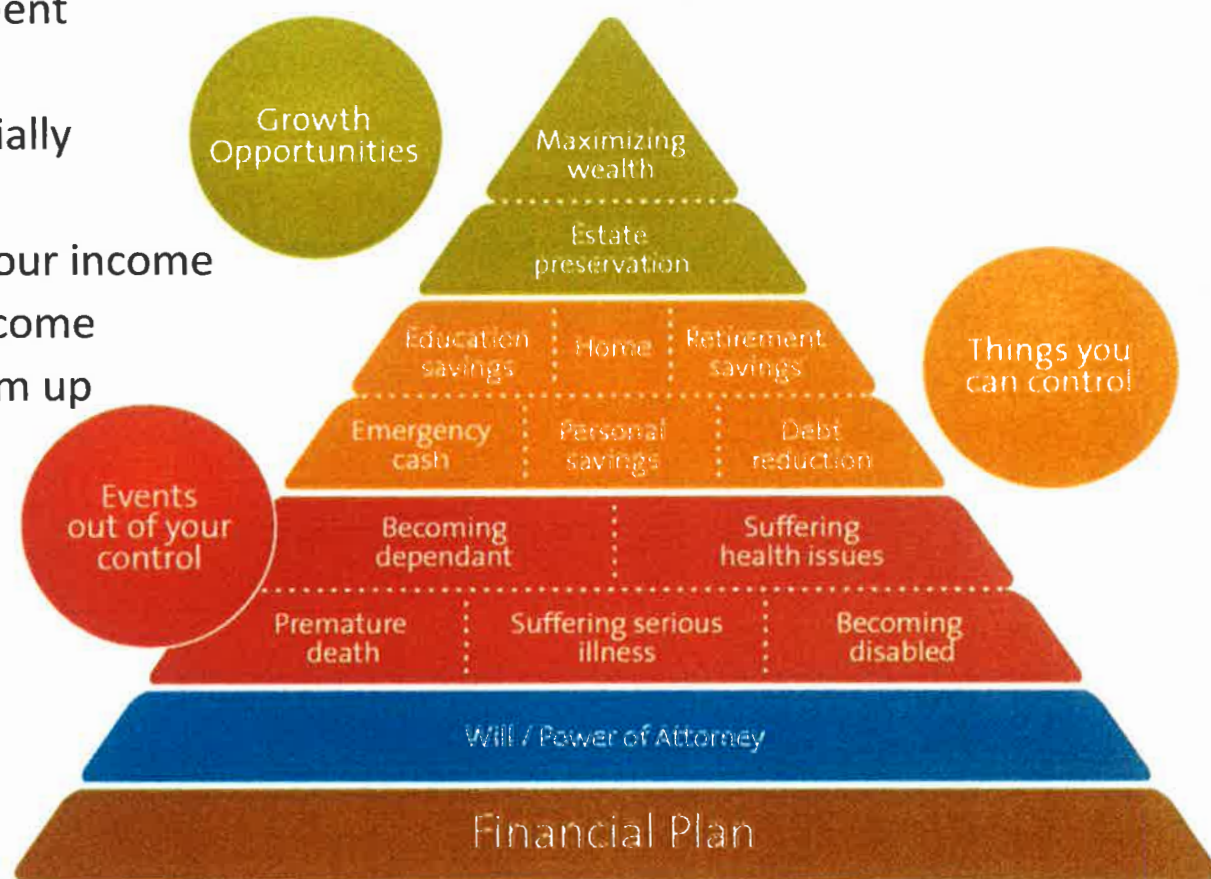 ent
ially
our income
come
m up
Growth
Opportunities
Maximizing
wealth
Estate
preservation
Education
savings
Home
Retirement
savings
Things you
can control
Emergency
cash
Personal
savings
Debt
reduction
Events
out of your
control
Becoming
dependant
Suffering
health issues
Premature
death
Suffering serious
illness
Becoming
disabled
Will / Power of Attorney
Financial Plan